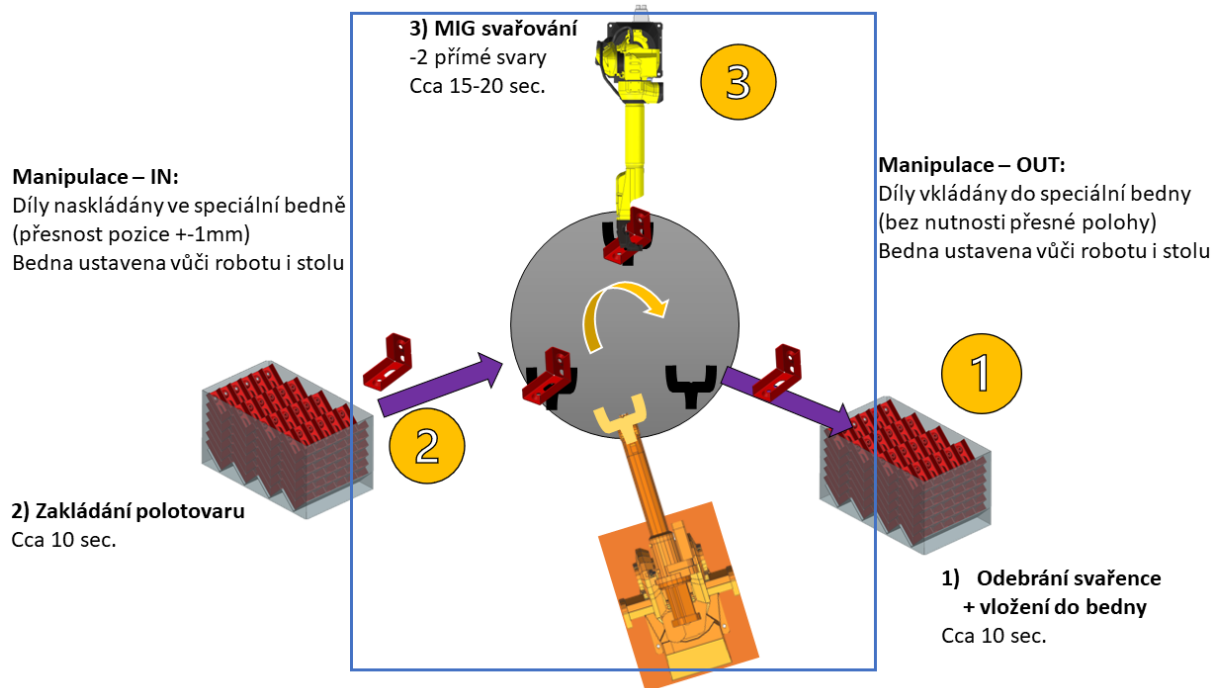 3) MIG svařování
-2 přímé svary
Cca 15-20 sec.
3
Manipulace – IN:
Díly naskládány ve speciální bedně
(přesnost pozice +-1mm)
Bedna ustavena vůči robotu i stolu
Manipulace – OUT:
Díly vkládány do speciální bedny
(bez nutnosti přesné polohy)
Bedna ustavena vůči robotu i stolu
1
2
2) Zakládání polotovaru
Cca 10 sec.
1) Odebrání svařence
+ vložení do bedny
Cca 10 sec.